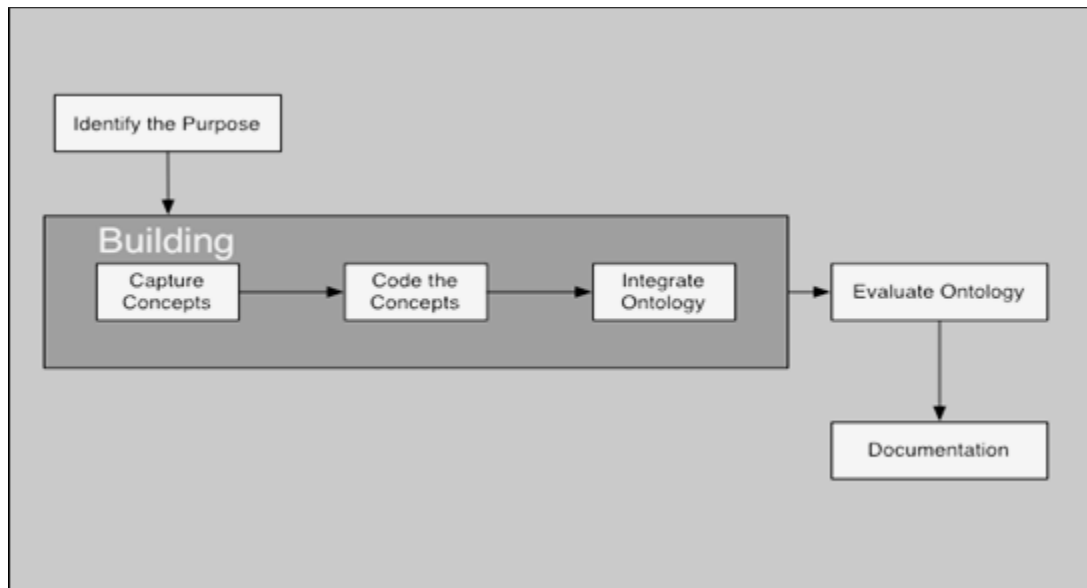 Identify the Purpose
Building
Capture
Concepts
Code the
Concepts
Integrate
Ontology
Evaluate Ontology
Documentation